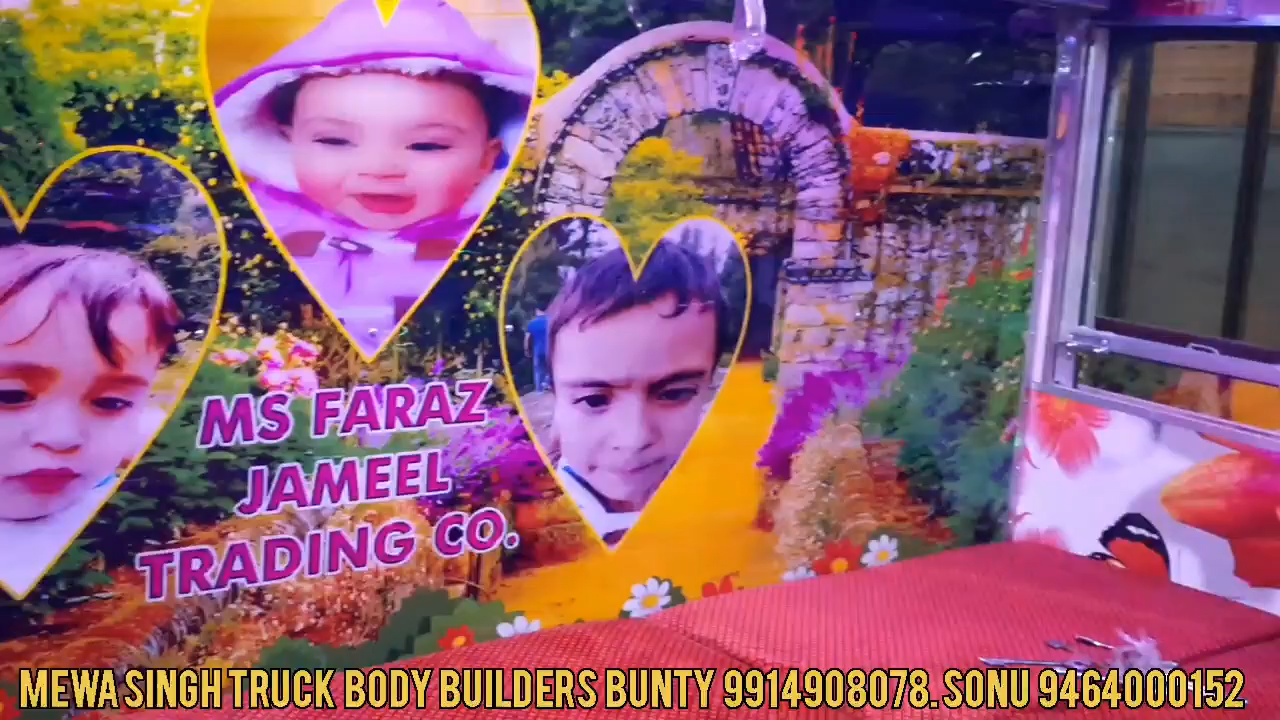 MS FARAZ
JAMEEL
TRADING CO.
MEWA SINGH TRUCK BODY BUILDERS BUNTY 9914908078. SONU 9464000152